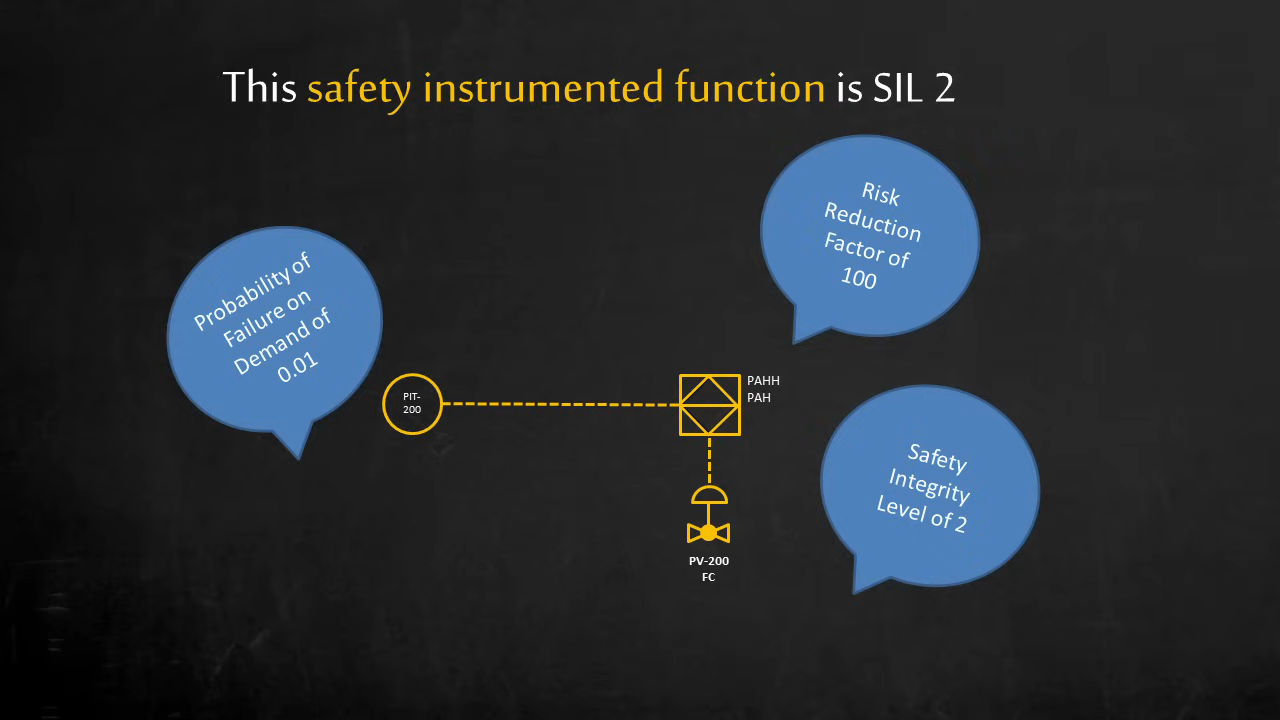 This safety instrumented function is SIL 2
Risk
Reduction
Factor of
100
Probability of
Failure on
Demand of
0.01
PIT-
200
PAHH
PAH
Safety
Integrity
Level of 2
PV-200
FC